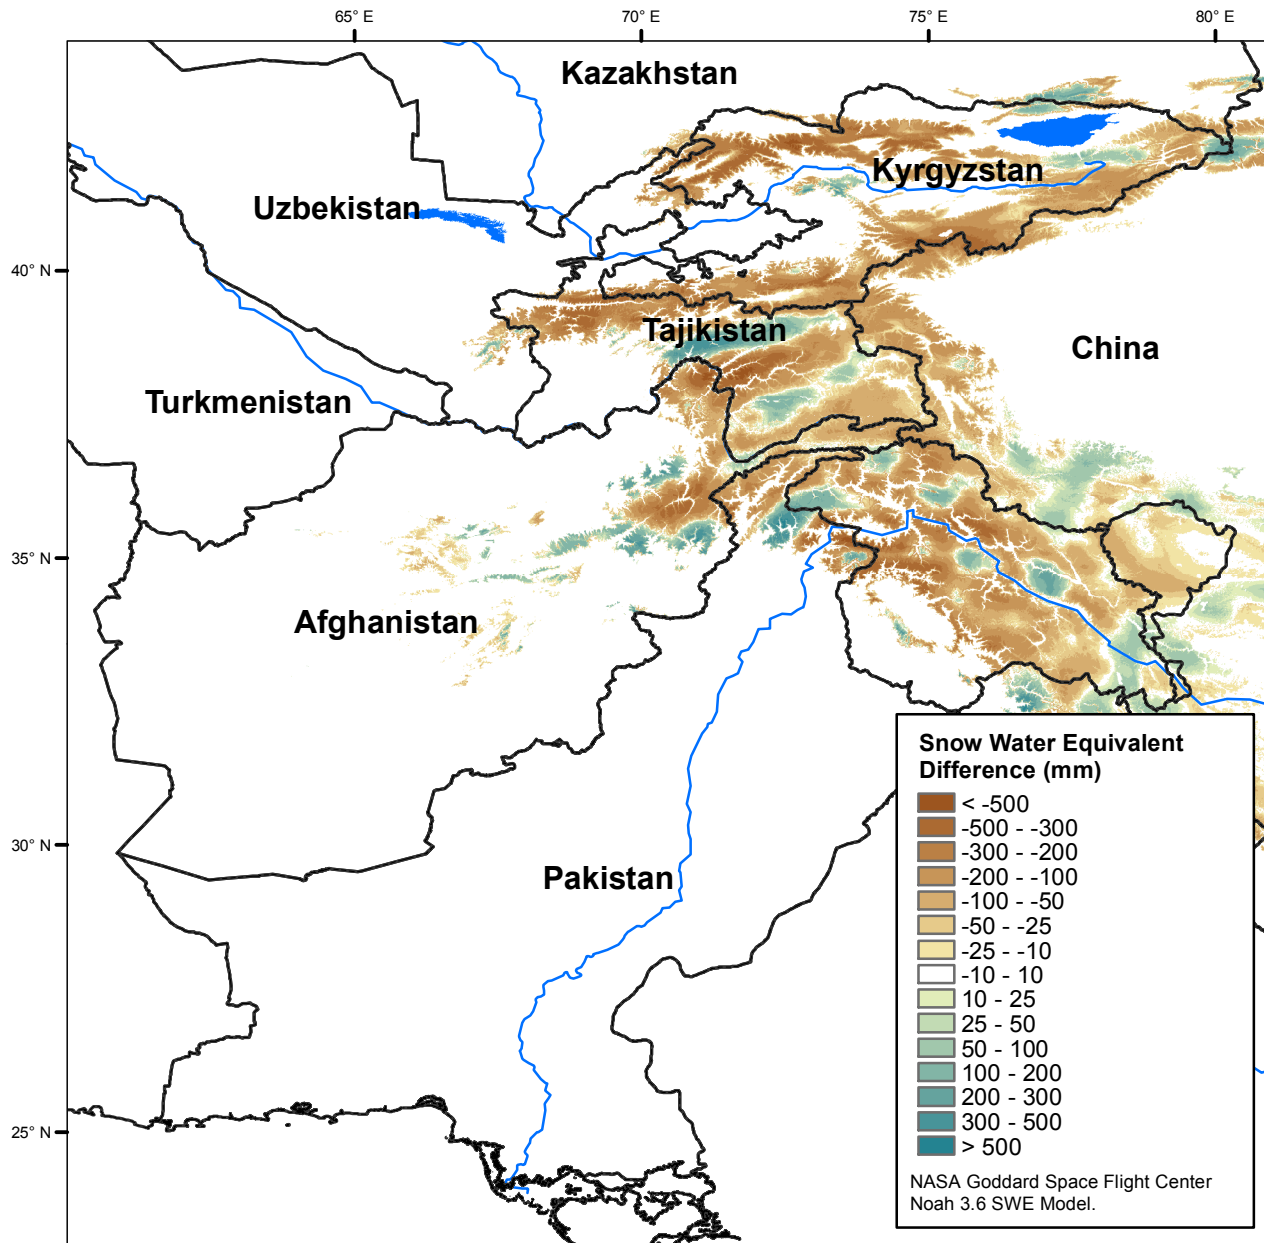 65° E
70° E
75° E
80° E
Kazakhstan
Kyrgyzstan
Uzbekistan
40° N
Tajikistan
China
Turkmenistan
35° N
Afghanistan
Snow Water Equivalent
Difference (mm)
< -500
-500 - -300
-300 - -200
-200 - -100
-100 - -50
-50 - -25
-25 - -10
-10 - 10
10 - 25
25 - 50
50 - 100
100 - 200
200 - 300
300 - 500
> 500
NASA Goddard Space Flight Center
Noah 3.6 SWE Model.
30° N
Pakistan
25° N